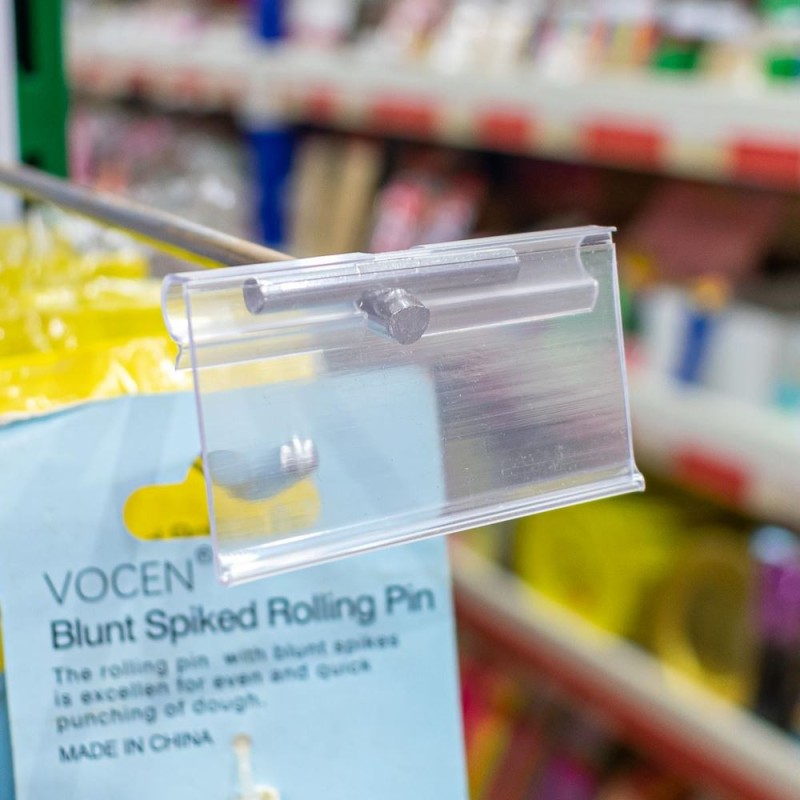 VOCEN®
Blunt Spiked Rolling Pin
The rolling pin with blunt spikes
is excellen for even and quick
punching of dough.
MADE IN CHINA